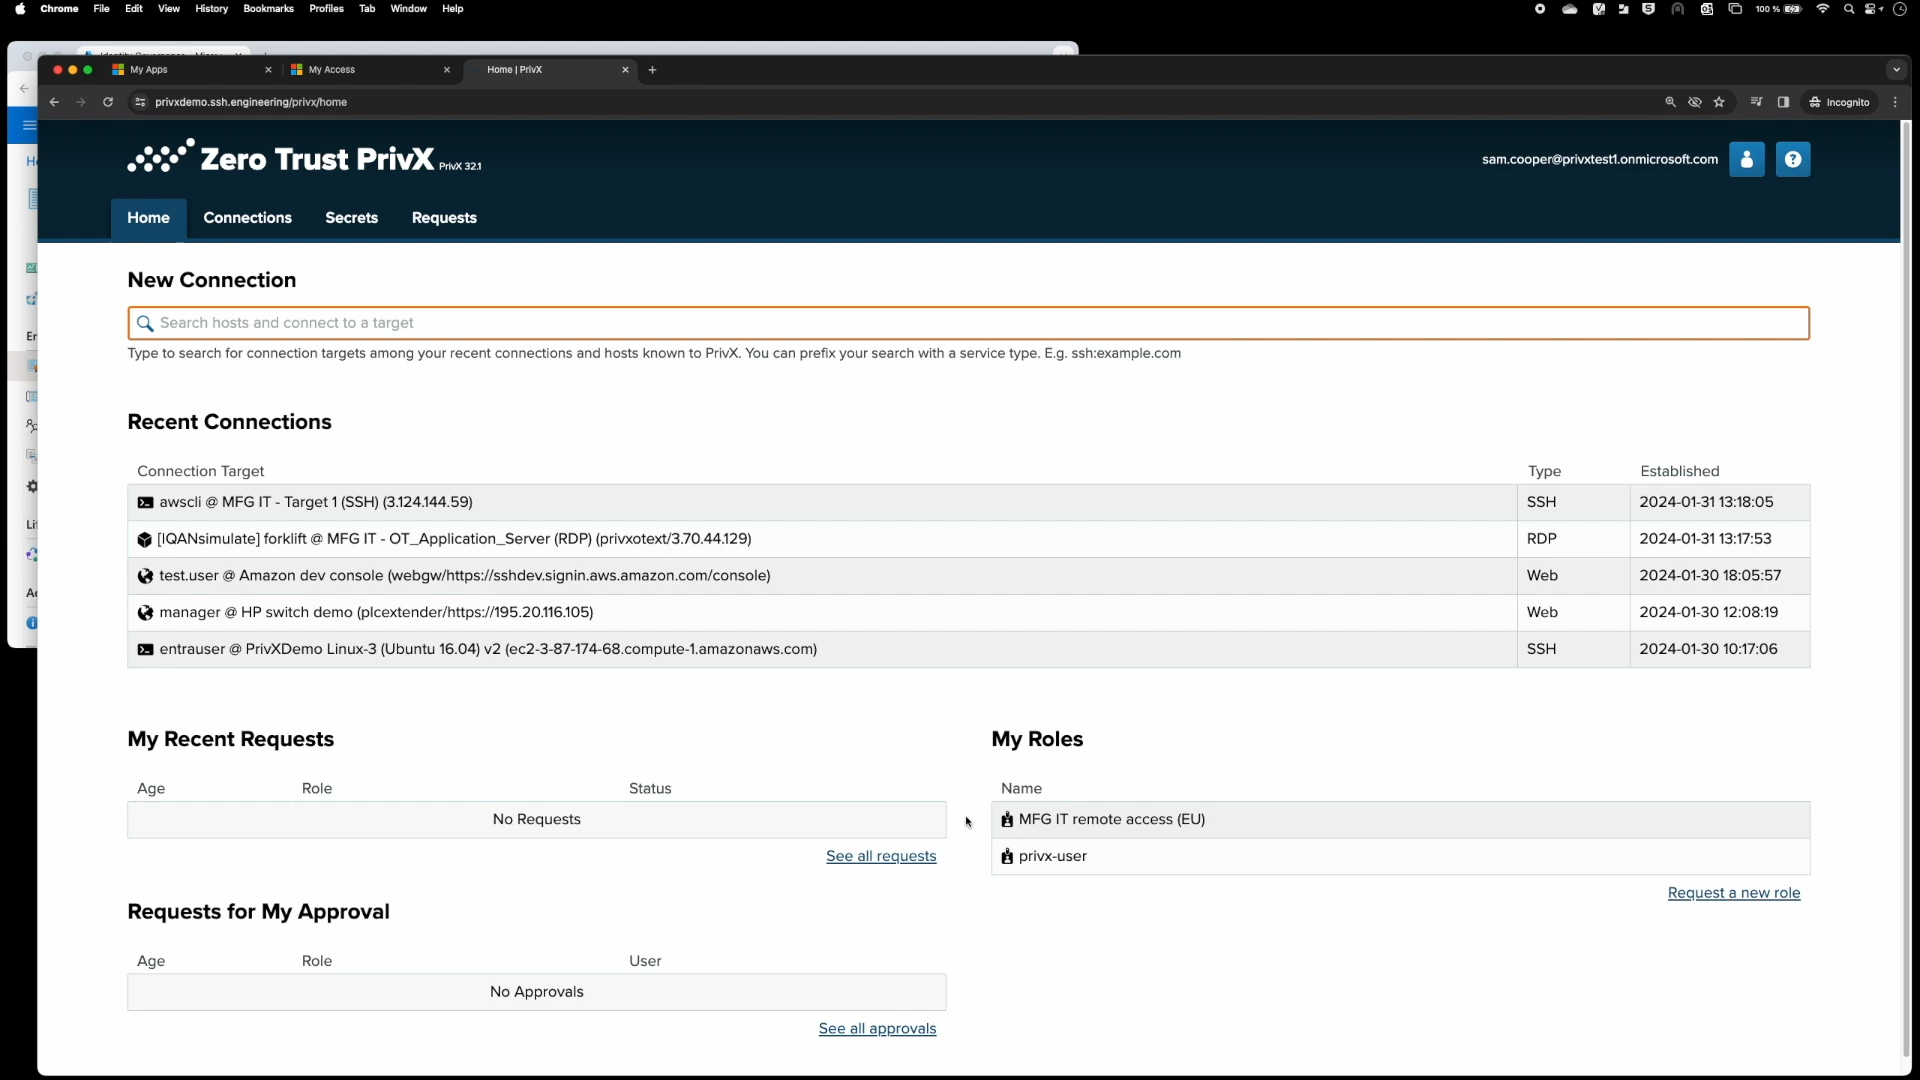 Chrome File Edit View History Bookmarks Profiles Tab Window Help
100 %
My Apps
My Access
Home | PrivX
privxdemo.ssh.engineering/privx/home
Incognito
Zero Trust PrivX PrivX 32.1
sam.cooper@privxtest1.onmicrosoft.com
Home Connections Secrets Requests
New Connection
Search hosts and connect to a target
Type to search for connection targets among your recent connections and hosts known to PrivX. You can prefix your search with a service type. E.g. ssh:example.com
Recent Connections
Connection Target Type Established
awscli @ MFG IT - Target 1 (SSH) (3.124.144.59) SSH 2024-01-31 13:18:05
[IQANsimulate] forklift @ MFG IT - OT_Application_Server (RDP) (privxotext/3.70.44.129) RDP 2024-01-31 13:17:53
test.user @ Amazon dev console (webgw/https://sshdev.signin.aws.amazon.com/console) Web 2024-01-30 18:05:57
manager @ HP switch demo (plcextender/https://195.20.116.105) Web 2024-01-30 12:08:19
entrauser @ PrivXDemo Linux-3 (Ubuntu 16.04) v2 (ec2-3-87-174-68.compute-1.amazonaws.com) SSH 2024-01-30 10:17:06
My Recent Requests
Age Role Status
No Requests
See all requests
My Roles
Name
MFG IT remote access (EU)
privx-user
Request a new role
Requests for My Approval
Age Role User
No Approvals
See all approvals